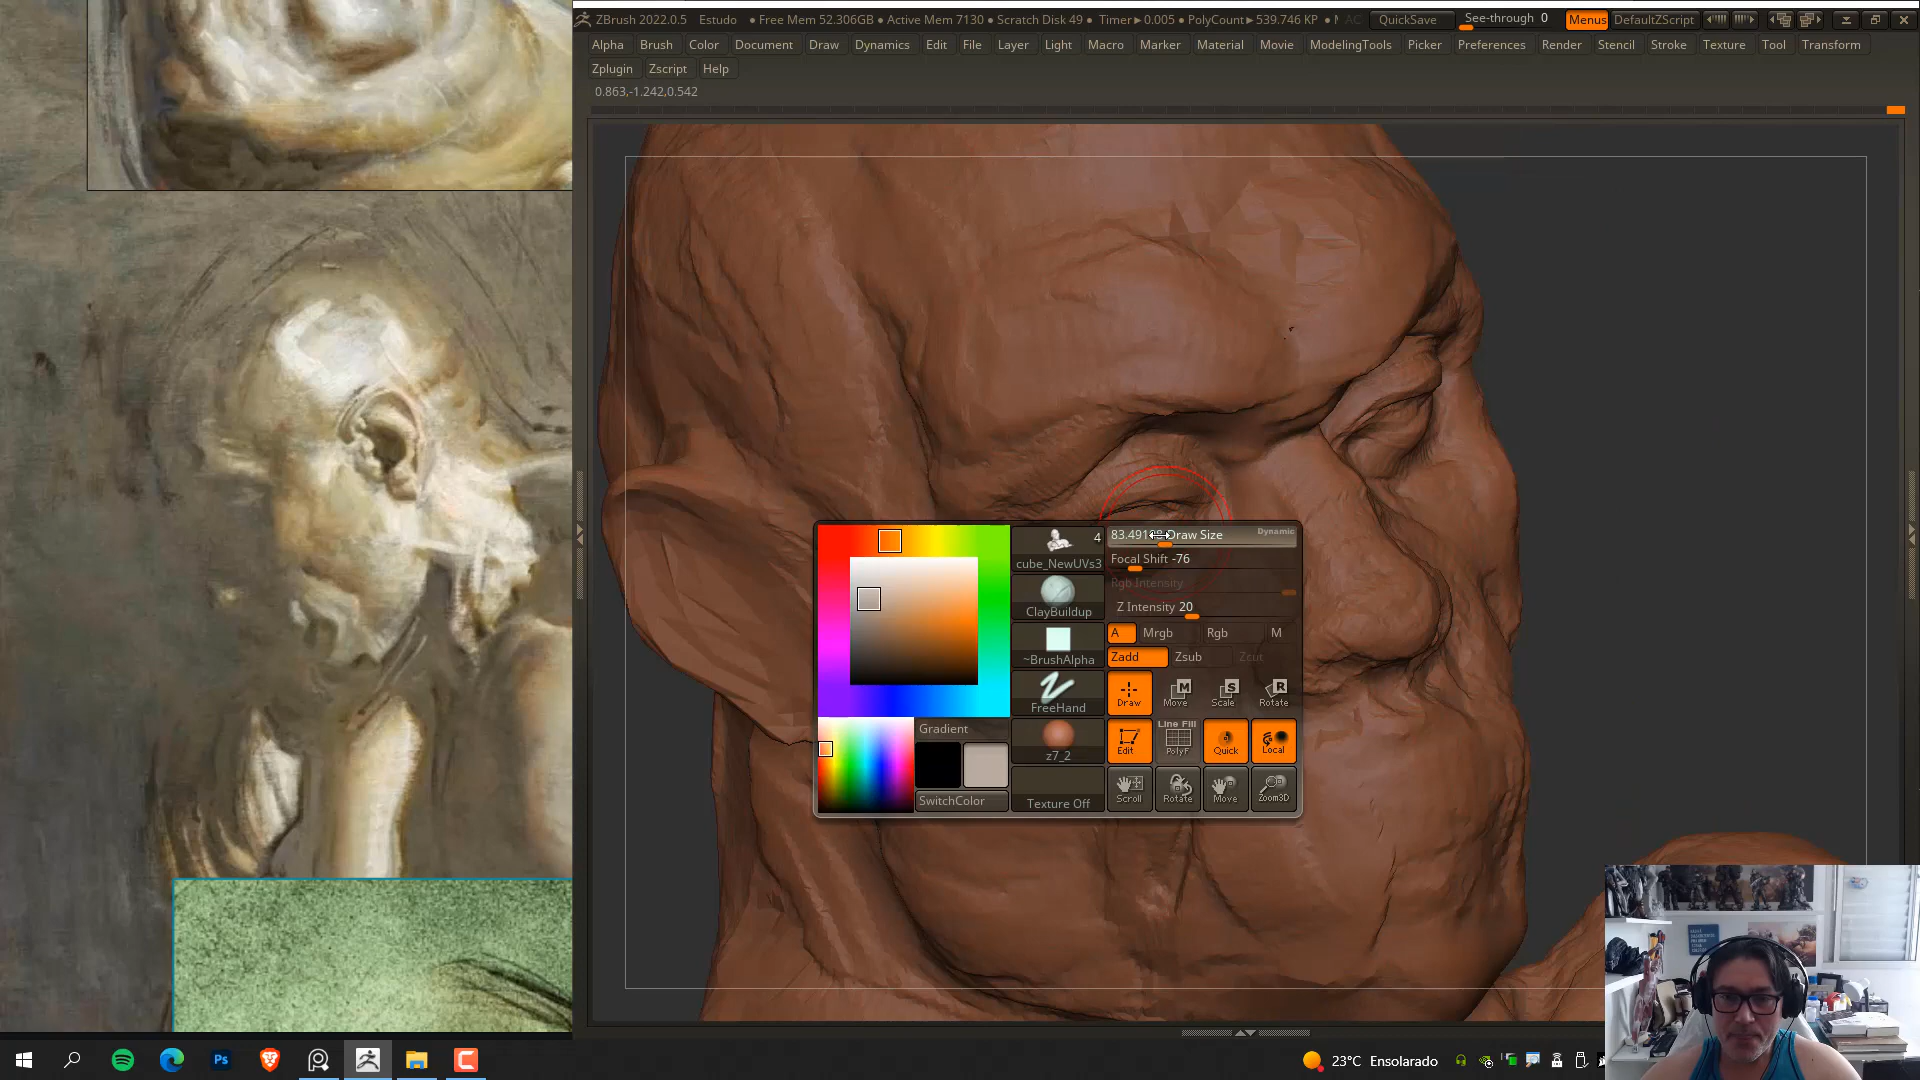 ZBrush 2022.0.5 Estudo • Free Mem 52.306GB • Active Mem 7130 • Scratch Disk 49 • Timer►0.005 • PolyCount►539.746 KP • QuickSave See-through 0 Menus DefaultZScript
Alpha Brush Color Document Draw Dynamics Edit File Layer Light Macro Marker Material Movie ModelingTools Picker Preferences Render Stencil Stroke Texture Tool Transform
Zplugin Zscript Help
0.863,-1.242,0.542
4
cube_NewUVs3
ClayBuildup
~BrushAlpha
FreeHand
z7_2
Texture Off
Gradient
SwitchColor
Draw Size Dynamic
Focal Shift -76
Rgb Intensity
Z Intensity 20
A Mrgb Rgb M
Zadd Zsub Zcut
Draw Move Scale Rotate
Line Fill
Edit PolyF Quick Local
Scroll Rotate Move Zoom3D
Ps
23°C Ensolarado